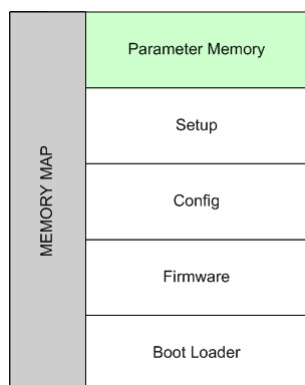 MEMORY MAP
Parameter Memory
Setup
Config
Firmware
Boot Loader